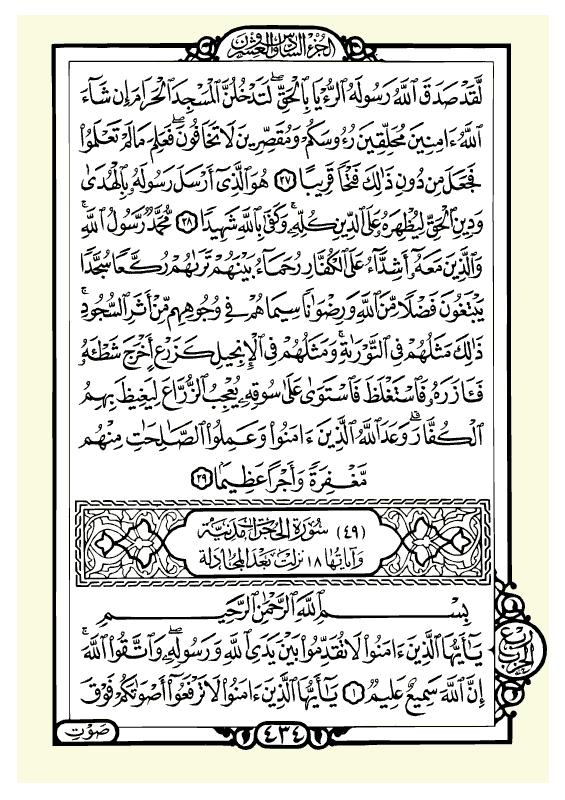 الجزء السادس والعشرون
لَّقَدْ صَدَقَ ٱللَّهُ رَسُولَهُ ٱلرُّءْيَا بِٱلْحَقِّ ۖ لَتَدْخُلُنَّ ٱلْمَسْجِدَ ٱلْحَرَامَ إِن شَآءَ
ٱللَّهُ ءَامِنِينَ مُحَلِّقِينَ رُءُوسَكُمْ وَمُقَصِّرِينَ لَا تَخَافُونَ ۖ فَعَلِمَ مَا لَمْ تَعْلَمُوا۟
فَجَعَلَ مِن دُونِ ذَٰلِكَ فَتْحًا قَرِيبًا ٢٧ هُوَ ٱلَّذِىٓ أَرْسَلَ رَسُولَهُۥ بِٱلْهُدَىٰ
وَدِينِ ٱلْحَقِّ لِيُظْهِرَهُۥ عَلَى ٱلدِّينِ كُلِّهِۦ ۚ وَكَفَىٰ بِٱللَّهِ شَهِيدًا ٢٨ مُّحَمَّدٌ رَّسُولُ ٱللَّهِ ۚ
وَٱلَّذِينَ مَعَهُۥٓ أَشِدَّآءُ عَلَى ٱلْكُفَّارِ رُحَمَآءُ بَيْنَهُمْ ۖ تَرَىٰهُمْ رُكَّعًا سُجَّدًا
يَبْتَغُونَ فَضْلًا مِّنَ ٱللَّهِ وَرِضْوَٰنًا ۖ سِيمَاهُمْ فِى وُجُوهِهِم مِّنْ أَثَرِ ٱلسُّجُودِ ۚ
ذَٰلِكَ مَثَلُهُمْ فِى ٱلتَّوْرَىٰةِ ۚ وَمَثَلُهُمْ فِى ٱلْإِنجِيلِ كَزَرْعٍ أَخْرَجَ شَطْـَٔهُۥ
فَـَٔازَرَهُۥ فَٱسْتَغْلَظَ فَٱسْتَوَىٰ عَلَىٰ سُوقِهِۦ يُعْجِبُ ٱلزُّرَّاعَ لِيَغِيظَ بِهِمُ
ٱلْكُفَّارَ ۗ وَعَدَ ٱللَّهُ ٱلَّذِينَ ءَامَنُوا۟ وَعَمِلُوا۟ ٱلصَّٰلِحَٰتِ مِنْهُم
مَّغْفِرَةً وَأَجْرًا عَظِيمًۢا ٢٩
(٤٩) سورة الحجرات مدنية
وآياتها ١٨ نزلت بعد المجادلة
بِسْمِ ٱللَّهِ ٱلرَّحْمَٰنِ ٱلرَّحِيمِ
يَٰٓأَيُّهَا ٱلَّذِينَ ءَامَنُوا۟ لَا تُقَدِّمُوا۟ بَيْنَ يَدَىِ ٱللَّهِ وَرَسُولِهِۦ ۖ وَٱتَّقُوا۟ ٱللَّهَ ۚ
إِنَّ ٱللَّهَ سَمِيعٌ عَلِيمٌ ١ يَٰٓأَيُّهَا ٱلَّذِينَ ءَامَنُوا۟ لَا تَرْفَعُوٓا۟ أَصْوَٰتَكُمْ فَوْقَ
صَوْتِ
٤٣٤